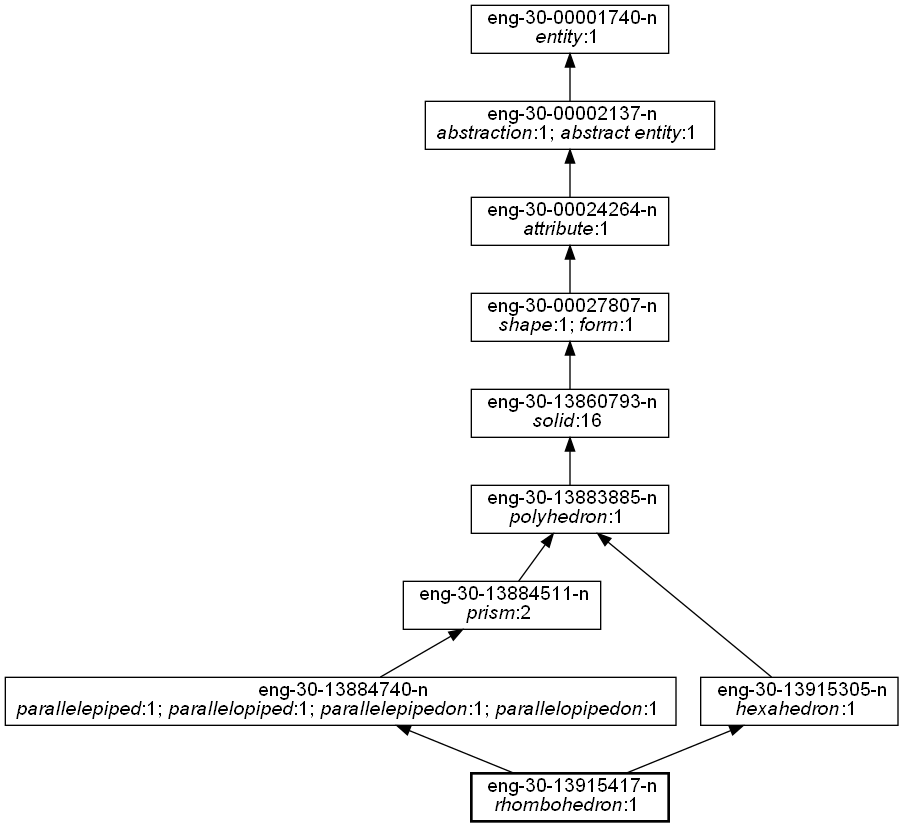 eng-30-00001740-n
entity:1
eng-30-00002137-n
abstraction:1; abstract entity:1
eng-30-00024264-n
attribute:1
eng-30-00027807-n
shape:1; form:1
eng-30-13860793-n
solid:16
eng-30-13883885-n
polyhedron:1
eng-30-13884511-n
prism:2
eng-30-13884740-n
parallelepiped:1; parallelopiped:1; parallelepipedon:1; parallelopipedon:1
eng-30-13915305-n
hexahedron:1
eng-30-13915417-n
rhombohedron:1